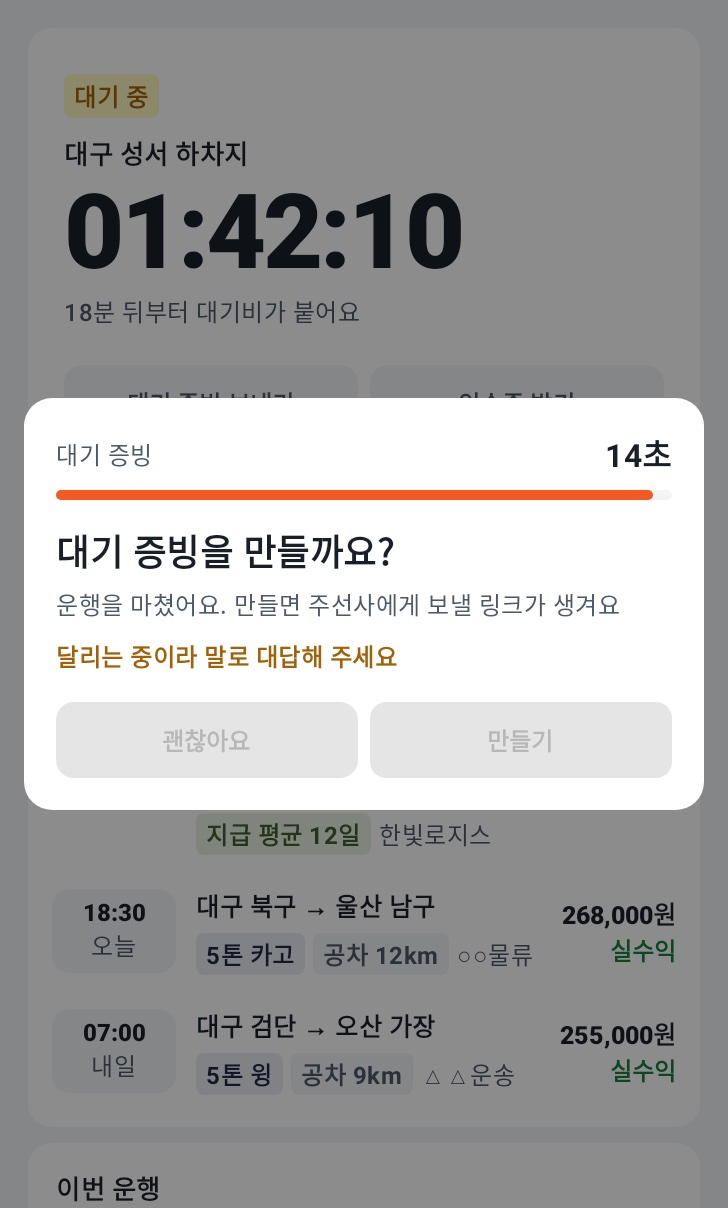 대기 중
대구 성서 하차지
01:42:10
18분 뒤부터 대기비가 붙어요
대기 증빙 14초
대기 증빙을 만들까요?
운행을 마쳤어요. 만들면 주선사에게 보낼 링크가 생겨요
달리는 중이라 말로 대답해 주세요
괜찮아요 만들기
지급 평균 12일 한빛로지스
18:30 대구 북구 → 울산 남구 268,000원
오늘 5톤 카고 공차 12km ○○물류 실수익
07:00 대구 검단 → 오산 가장 255,000원
내일 5톤 윙 공차 9km △△운송 실수익
이번 운행